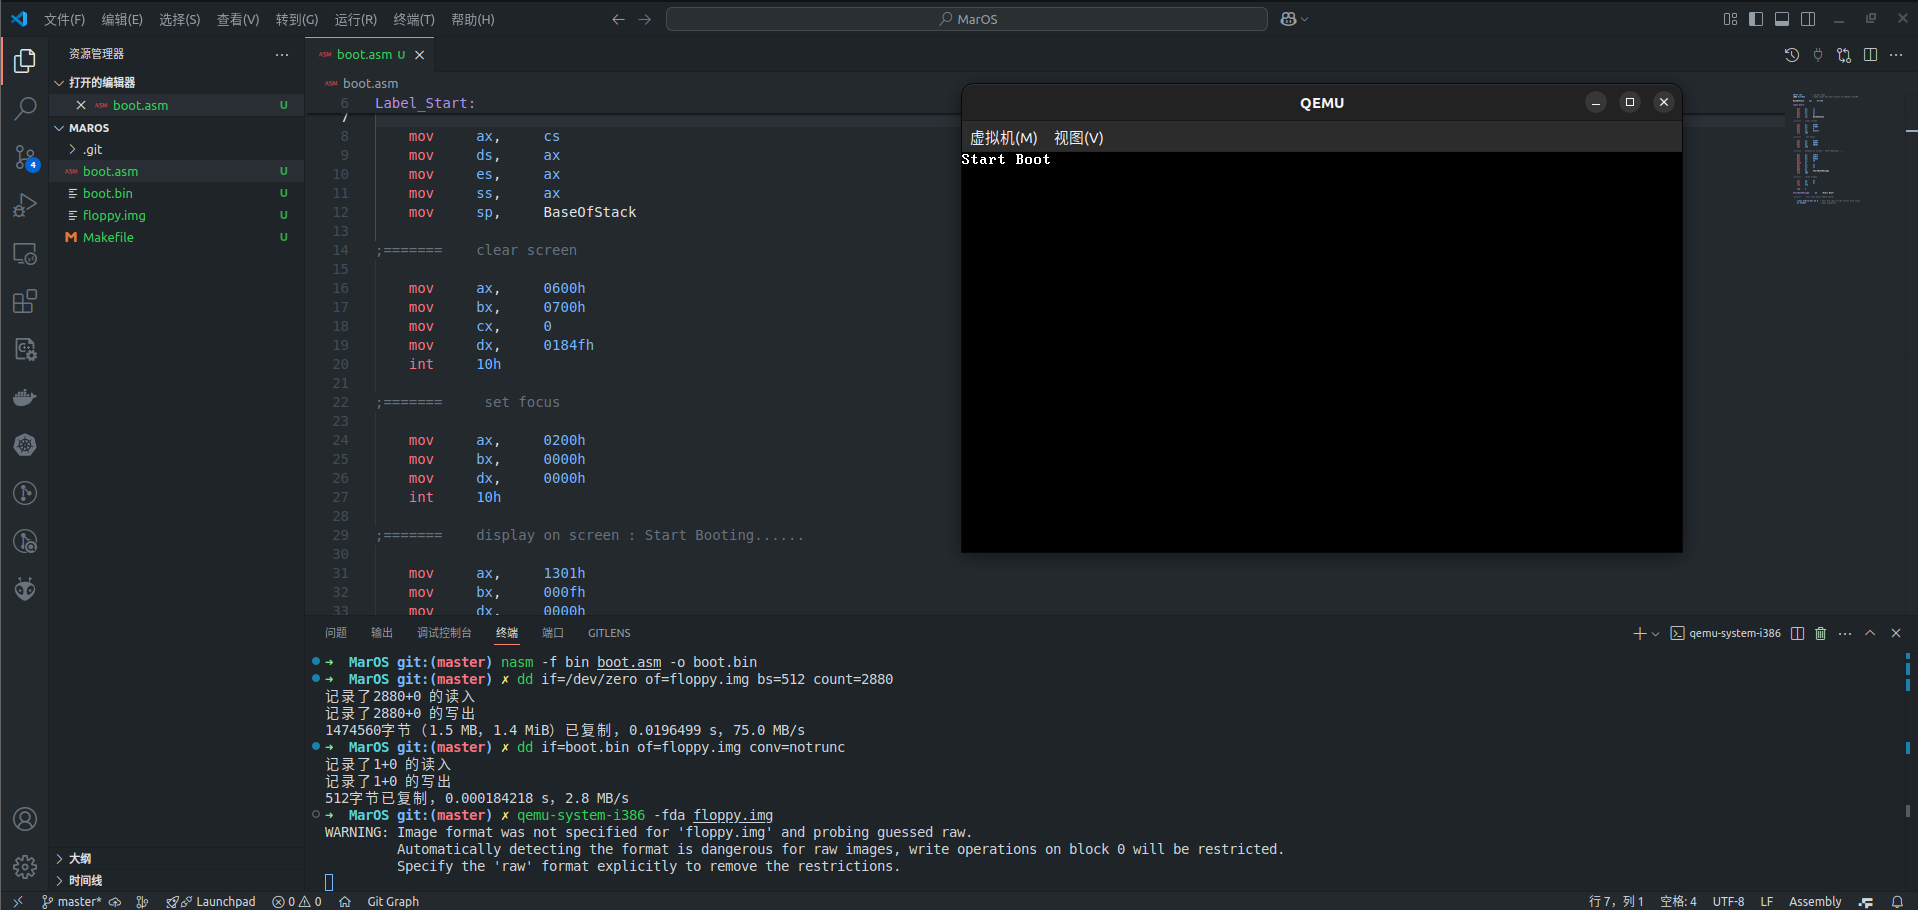 文件(F) 编辑(E) 选择(S) 查看(V) 转到(G) 运行(R) 终端(T) 帮助(H)
MarOS
资源管理器
打开的编辑器
ASM boot.asm U
MAROS
.git
ASM boot.asm U
boot.bin U
floppy.img U
M Makefile U
大纲
时间线
4
ASM boot.asm U
ASM boot.asm
6 Label_Start:
7
8 mov ax, cs
9 mov ds, ax
10 mov es, ax
11 mov ss, ax
12 mov sp, BaseOfStack
13
14 ;======= clear screen
15
16 mov ax, 0600h
17 mov bx, 0700h
18 mov cx, 0
19 mov dx, 0184fh
20 int 10h
21
22 ;======= set focus
23
24 mov ax, 0200h
25 mov bx, 0000h
26 mov dx, 0000h
27 int 10h
28
29 ;======= display on screen : Start Booting......
30
31 mov ax, 1301h
32 mov bx, 000fh
33 mov dx, 0000h
QEMU
虚拟机(M) 视图(V)
Start Boot
问题 输出 调试控制台 终端 端口 GITLENS
qemu-system-i386
➜ MarOS git:(master) nasm -f bin boot.asm -o boot.bin
➜ MarOS git:(master) ✗ dd if=/dev/zero of=floppy.img bs=512 count=2880
记录了2880+0 的读入
记录了2880+0 的写出
1474560字节 (1.5 MB, 1.4 MiB) 已复制, 0.0196499 s, 75.0 MB/s
➜ MarOS git:(master) ✗ dd if=boot.bin of=floppy.img conv=notrunc
记录了1+0 的读入
记录了1+0 的写出
512字节已复制, 0.000184218 s, 2.8 MB/s
➜ MarOS git:(master) ✗ qemu-system-i386 -fda floppy.img
WARNING: Image format was not specified for 'floppy.img' and probing guessed raw.
Automatically detecting the format is dangerous for raw images, write operations on block 0 will be restricted.
Specify the 'raw' format explicitly to remove the restrictions.
master* Launchpad 0 0 Git Graph
行 7, 列 1 空格: 4 UTF-8 LF Assembly